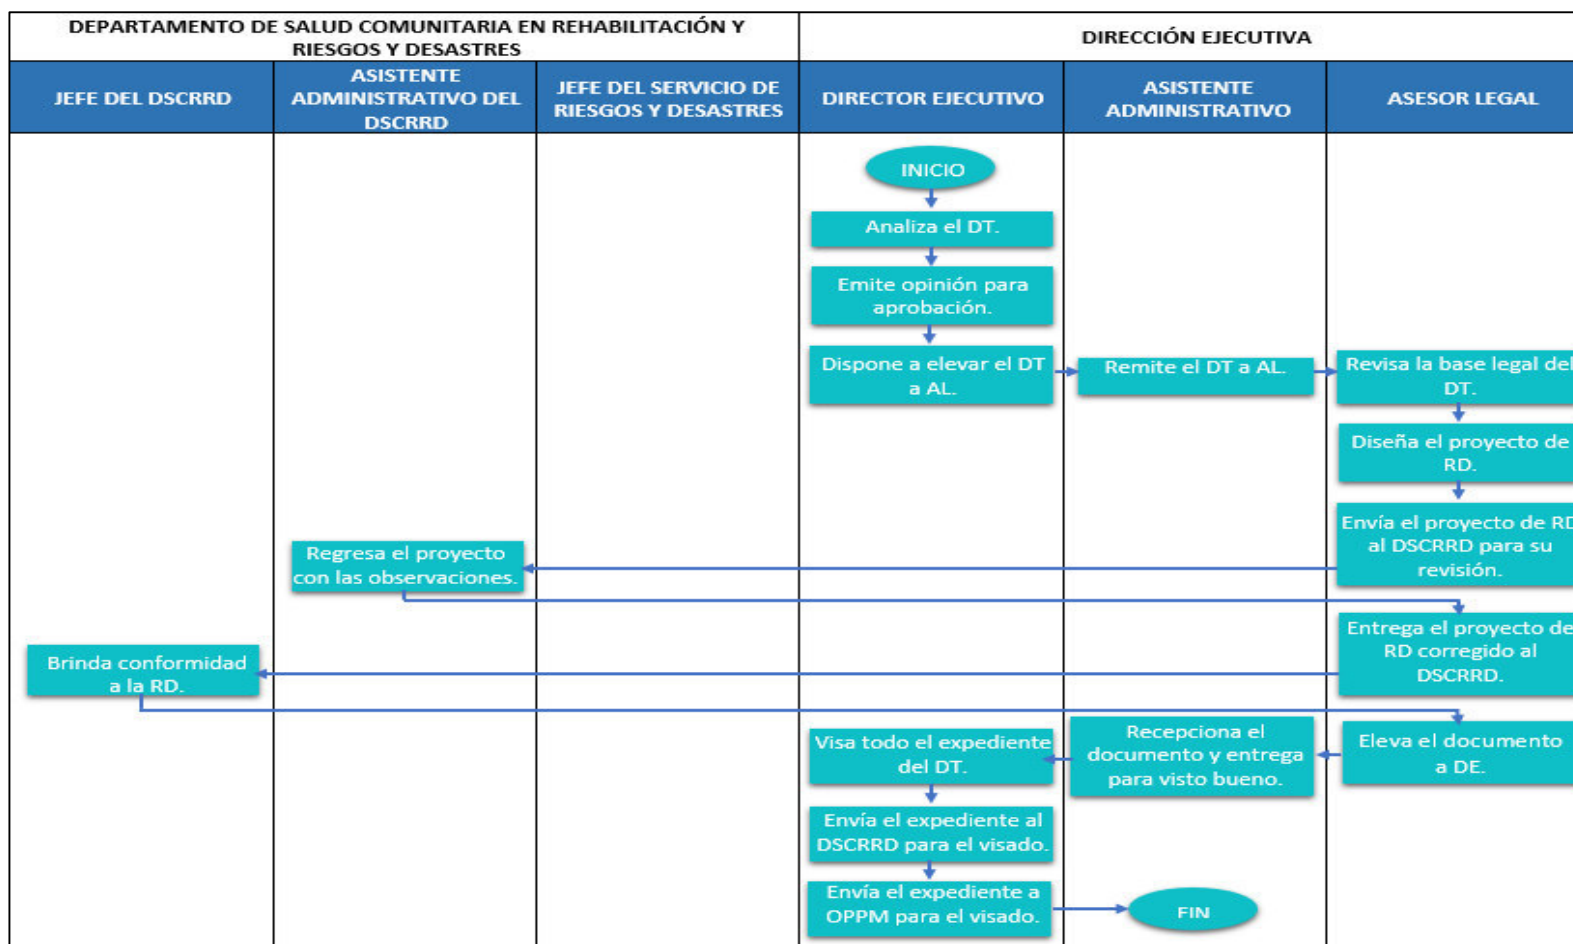 DEPARTAMENTO DE SALUD COMUNITARIA EN REHABILITACIÓN Y
RIESGOS Y DESASTRES
DIRECCIÓN EJECUTIVA
JEFE DEL DSCRRD
ASISTENTE
ADMINISTRATIVO DEL
DSCRRD
JEFE DEL SERVICIO DE
RIESGOS Y DESASTRES
DIRECTOR EJECUTIVO
ASISTENTE
ADMINISTRATIVO
ASESOR LEGAL
INICIO
Analiza el DT.
Emite opinión para
aprobación.
Dispone a elevar el DT
a AL.
Remite el DT a AL.
Revisa la base legal del
DT.
Diseña el proyecto de
RD.
Envía el proyecto de RD
al DSCRRD para su
revisión.
Regresa el proyecto
con las observaciones.
Entrega el proyecto de
RD corregido al
DSCRRD.
Brinda conformidad
a la RD.
Eleva el documento
a DE.
Recepciona el
documento y entrega
para visto bueno.
Visa todo el expediente
del DT.
Envía el expediente al
DSCRRD para el visado.
Envía el expediente a
OPPM para el visado.
FIN